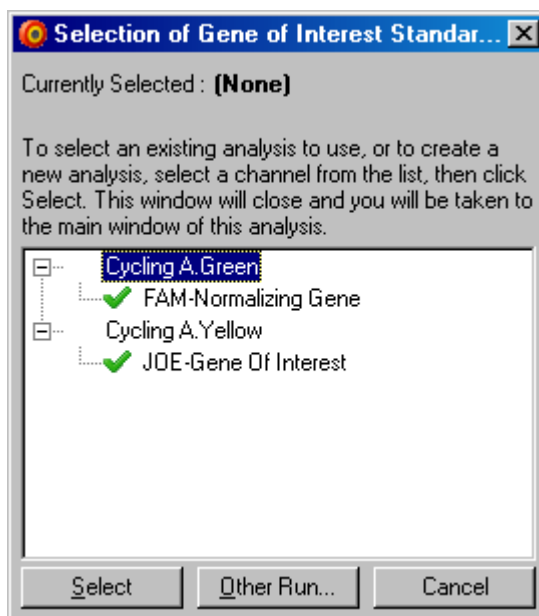 Selection of Gene of Interest Standar...
Currently Selected : (None)
To select an existing analysis to use, or to create a
new analysis, select a channel from the list, then click
Select. This window will close and you will be taken to
the main window of this analysis.
Cycling A.Green
FAM-Normalizing Gene
Cycling A.Yellow
JOE-Gene Of Interest
Select Other Run... Cancel